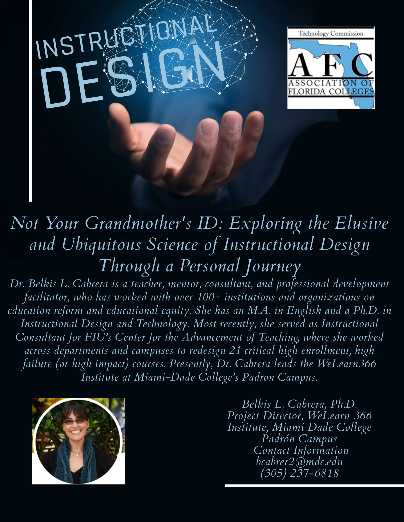 INSTRUCTIONAL
DESIGN
Technology Commission
AFC
ASSOCIATION OF
FLORIDA COLLEGES
Not Your Grandmother's ID: Exploring the Elusive
and Ubiquitous Science of Instructional Design
Through a Personal Journey
Dr. Belkis L. Cabrera is a teacher, mentor, consultant, and professional development
facilitator, who has worked with over 100+ institutions and organizations on
education reform and educational equity. She has an M.A. in English and a Ph.D. in
Instructional Design and Technology. Most recently, she served as Instructional
Consultant for FIU's Center for the Advancement of Teaching, where she worked
across departments and campuses to redesign 21 critical high enrollment, high
failure (or high impact) courses. Presently, Dr. Cabrera leads the WeLearn366
Institute at Miami-Dade College's Padron Campus.
Belkis L. Cabrera, Ph.D.
Project Director, WeLearn 366
Institute, Miami Dade College
Padrón Campus
Contact Information
bcabrer2@mdc.edu
(305) 237-6818